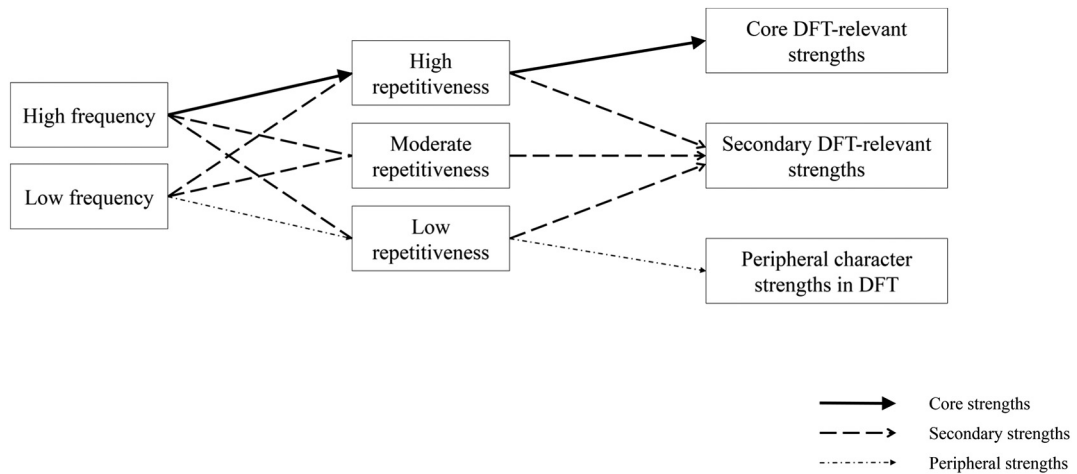 High frequency
Low frequency
High
repetitiveness
Moderate
repetitiveness
Low
repetitiveness
Core DFT-relevant
strengths
Secondary DFT-relevant
strengths
Peripheral character
strengths in DFT
Core strengths
Secondary strengths
Peripheral strengths